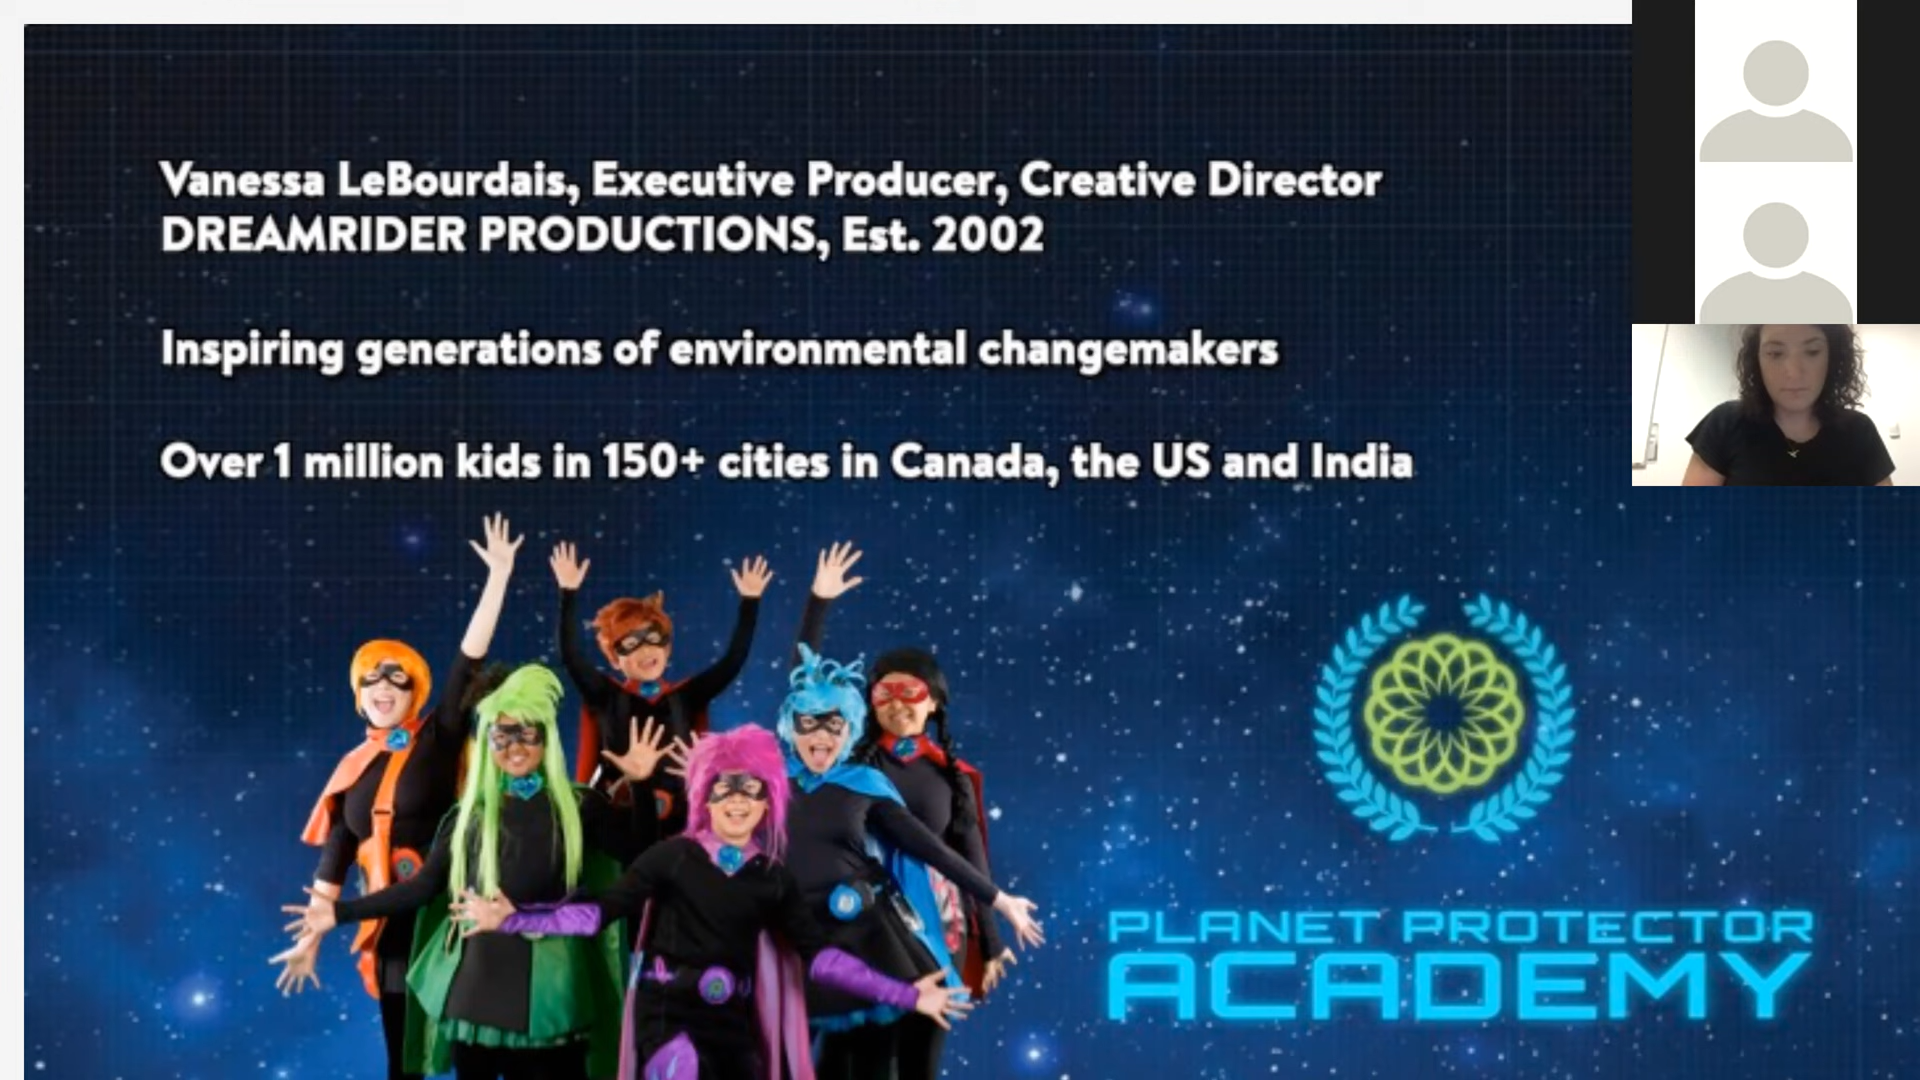 Vanessa LeBourdais, Executive Producer, Creative Director
DREAMRIDER PRODUCTIONS, Est. 2002
Inspiring generations of environmental changemakers
Over 1 million kids in 150+ cities in Canada, the US and India
PLANET PROTECTOR
ACADEMY